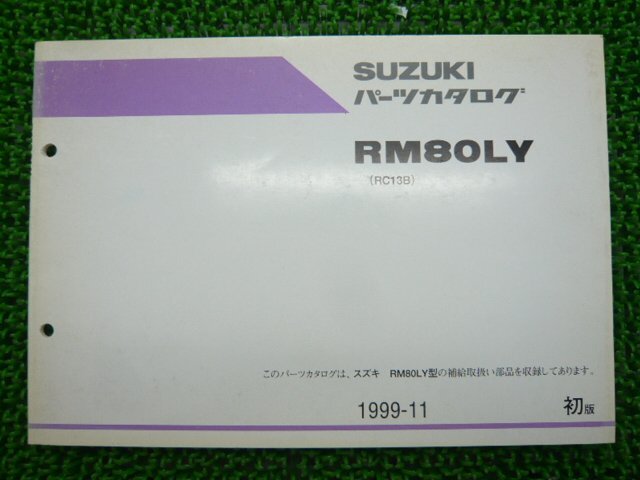 SUZUKI
パーツカタログ
RM80LY
(RC13B)
このパーツカタログは、スズキ RM80LY型の補給取扱い部品を収録してあります。
1999-11 初版